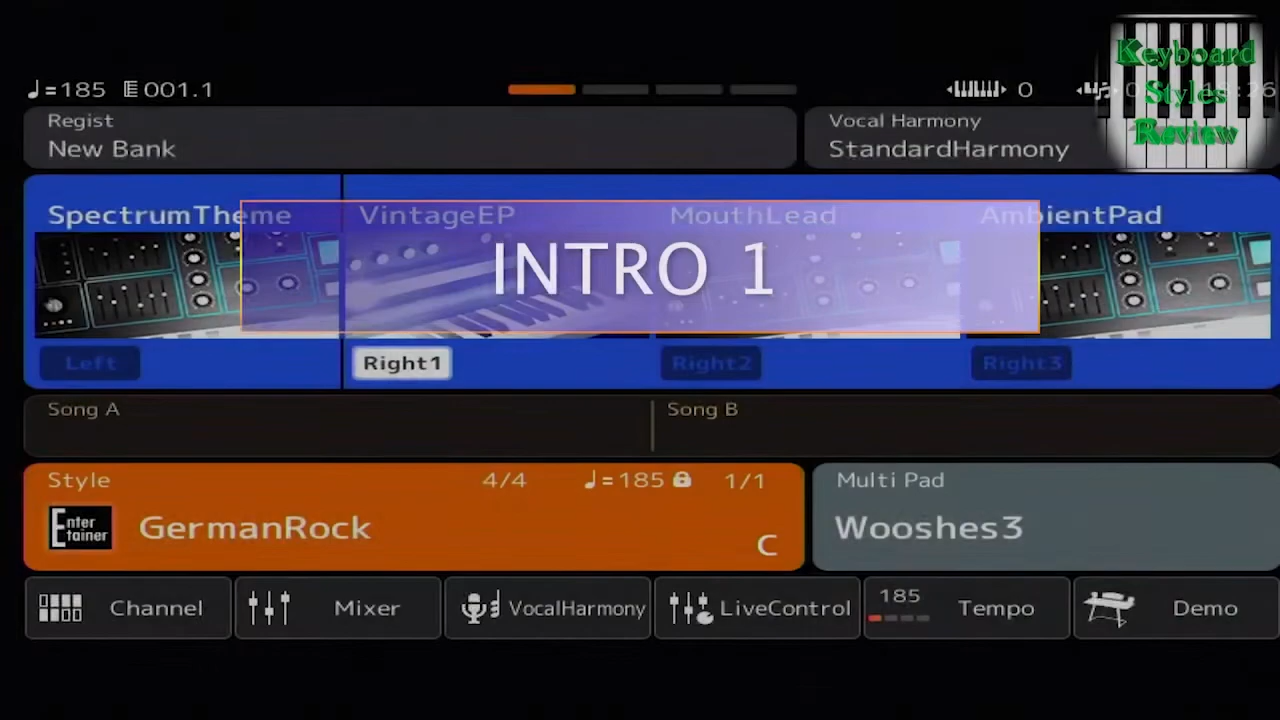 ♩=185 001.1
0
Keyboard
Styles
Review
Regist
New Bank
Vocal Harmony
StandardHarmony
SpectrumTheme
VintageEP
MouthLead
AmbientPad
INTRO 1
Left
Right1
Right2
Right3
Song A
Song B
Style 4/4 ♩=185 1/1
Entertainer
GermanRock
C
Multi Pad
Wooshes3
Channel
Mixer
VocalHarmony
LiveControl
185
Tempo
Demo